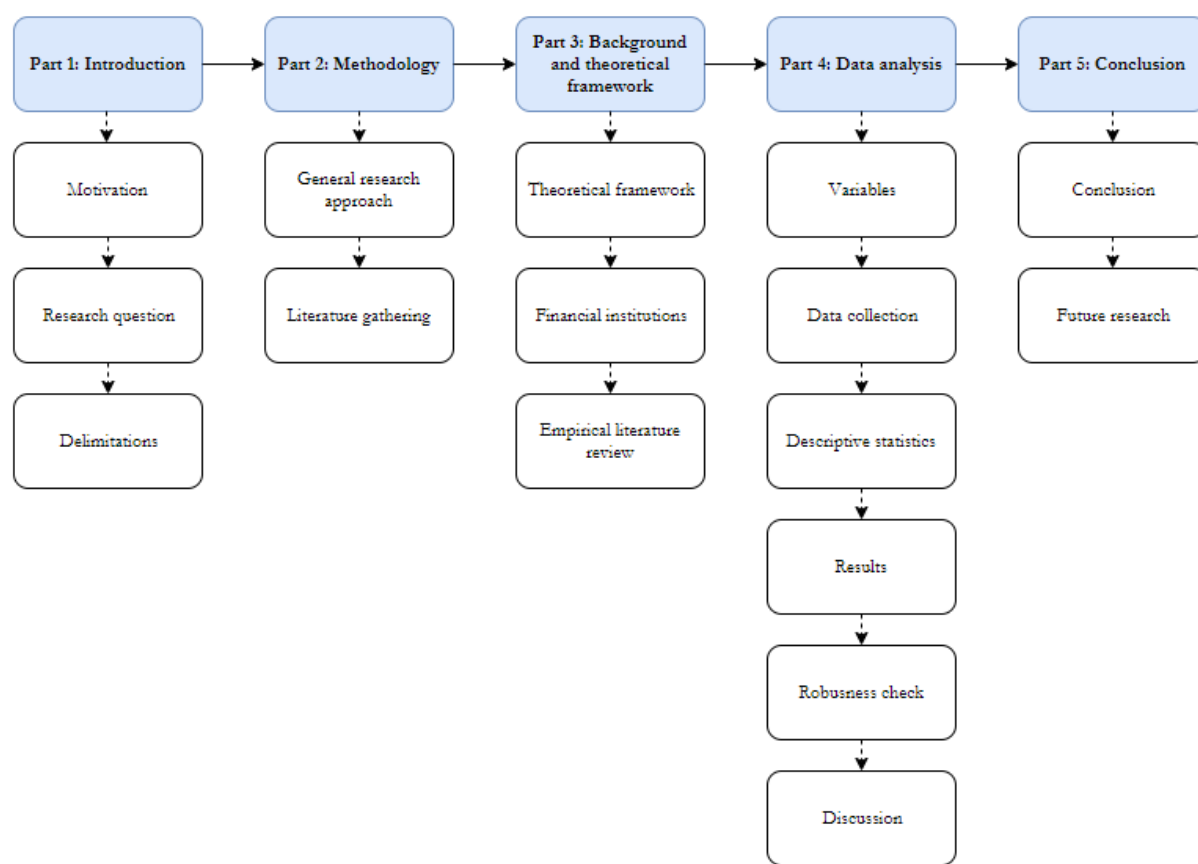 Part 1: Introduction
Motivation
Research question
Delimitations
Part 2: Methodology
General research
approach
Literature gathering
Part 3: Background
and theoretical
framework
Theoretical framework
Financial institutions
Empirical literature
review
Part 4: Data analysis
Variables
Data collection
Descriptive statistics
Results
Robusness check
Discussion
Part 5: Conclusion
Conclusion
Future research